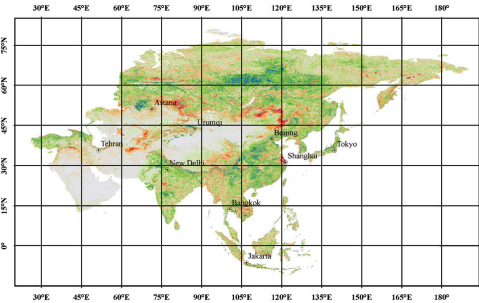 30°E 45°E 60°E 75°E 90°E 105°E 120°E 135°E 150°E 165°E 180°
75°N
60°N
Astana
45°N
Urumqi
Beijing
Tehran
Tokyo
Shanghai
30°N
New Delhi
15°N
Bangkok
0°
Jakarta
30°E 45°E 60°E 75°E 90°E 105°E 120°E 135°E 150°E 165°E 180°